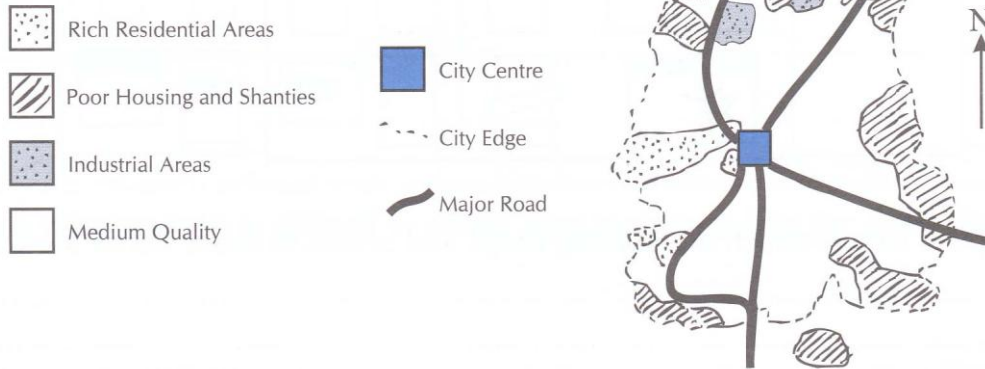 Rich Residential Areas
Poor Housing and Shanties
Industrial Areas
Medium Quality
City Centre
City Edge
Major Road
N